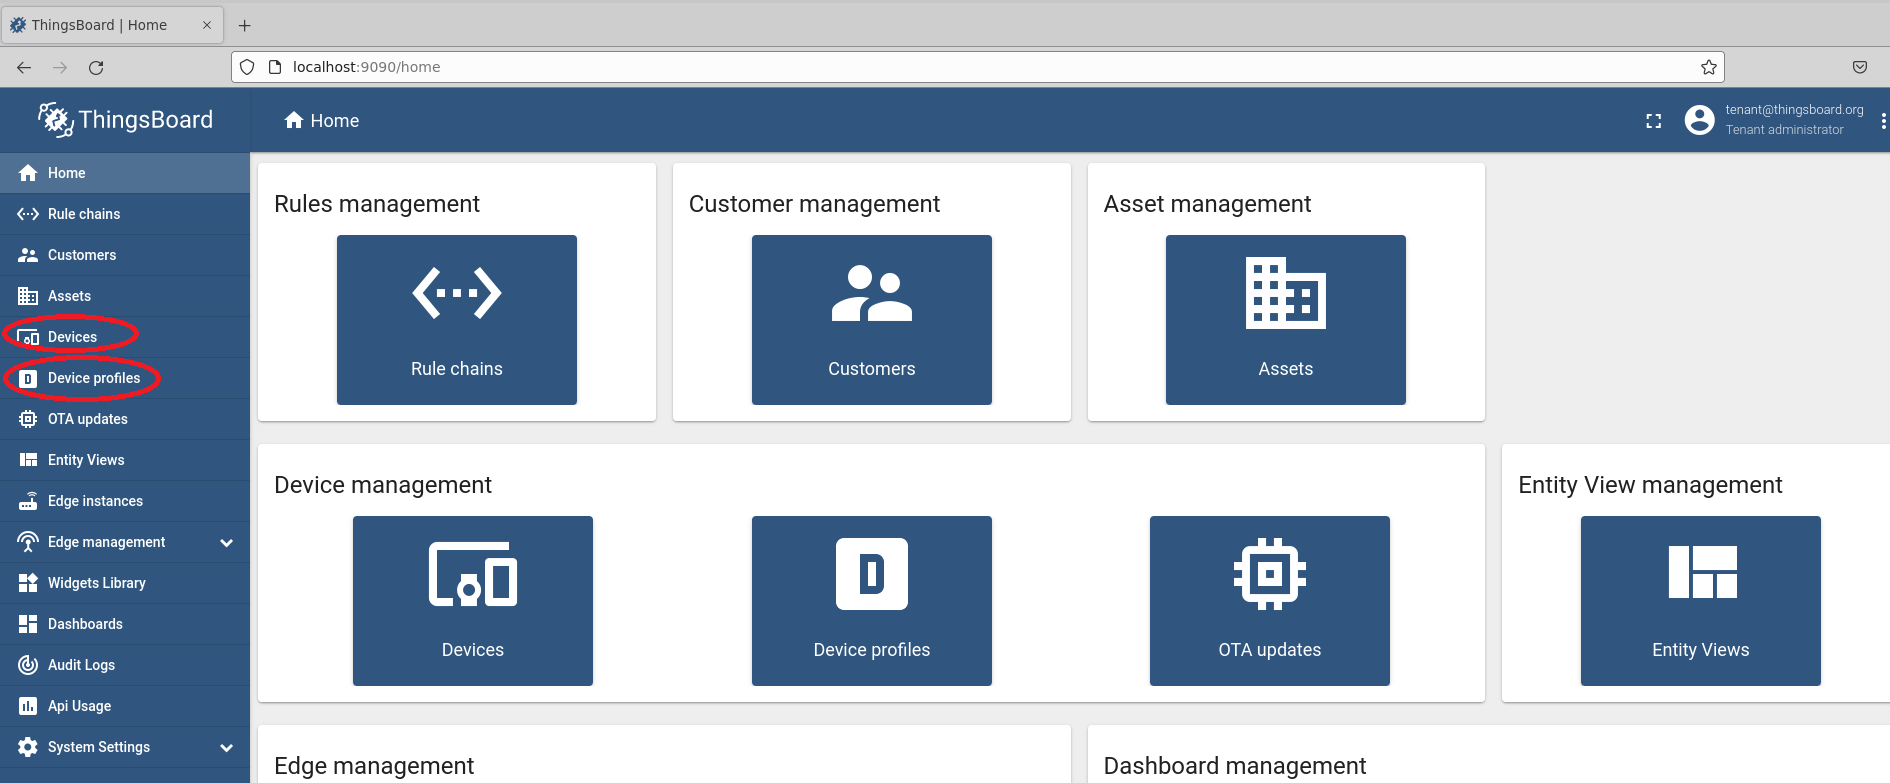 ThingsBoard | Home
localhost:9090/home
ThingsBoard
Home
tenant@thingsboard.org
Tenant administrator
Home
Rule chains
Customers
Assets
Devices
Device profiles
OTA updates
Entity Views
Edge instances
Edge management
Widgets Library
Dashboards
Audit Logs
Api Usage
System Settings
Rules management
Rule chains
Customer management
Customers
Asset management
Assets
Device management
Devices
D
Device profiles
OTA updates
Entity View management
Entity Views
Edge management
Dashboard management